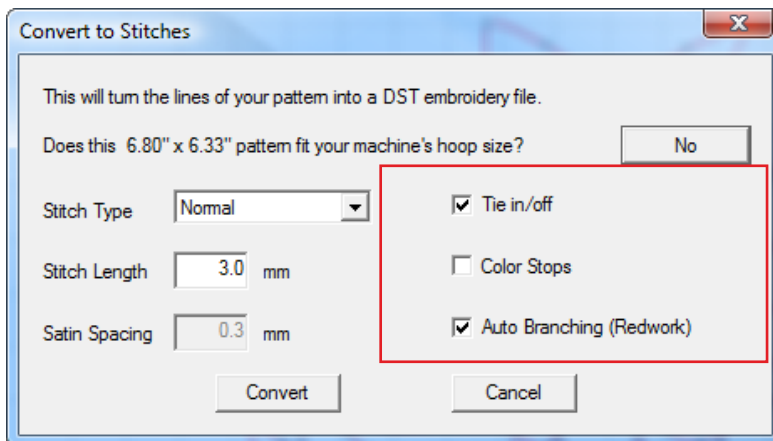 Convert to Stitches
This will turn the lines of your pattern into a DST embroidery file.
Does this 6.80" x 6.33" pattern fit your machine's hoop size? No
Stitch Type Normal
Tie in/off
Stitch Length 3.0 mm
Color Stops
Satin Spacing 0.3 mm
Auto Branching (Redwork)
Convert Cancel